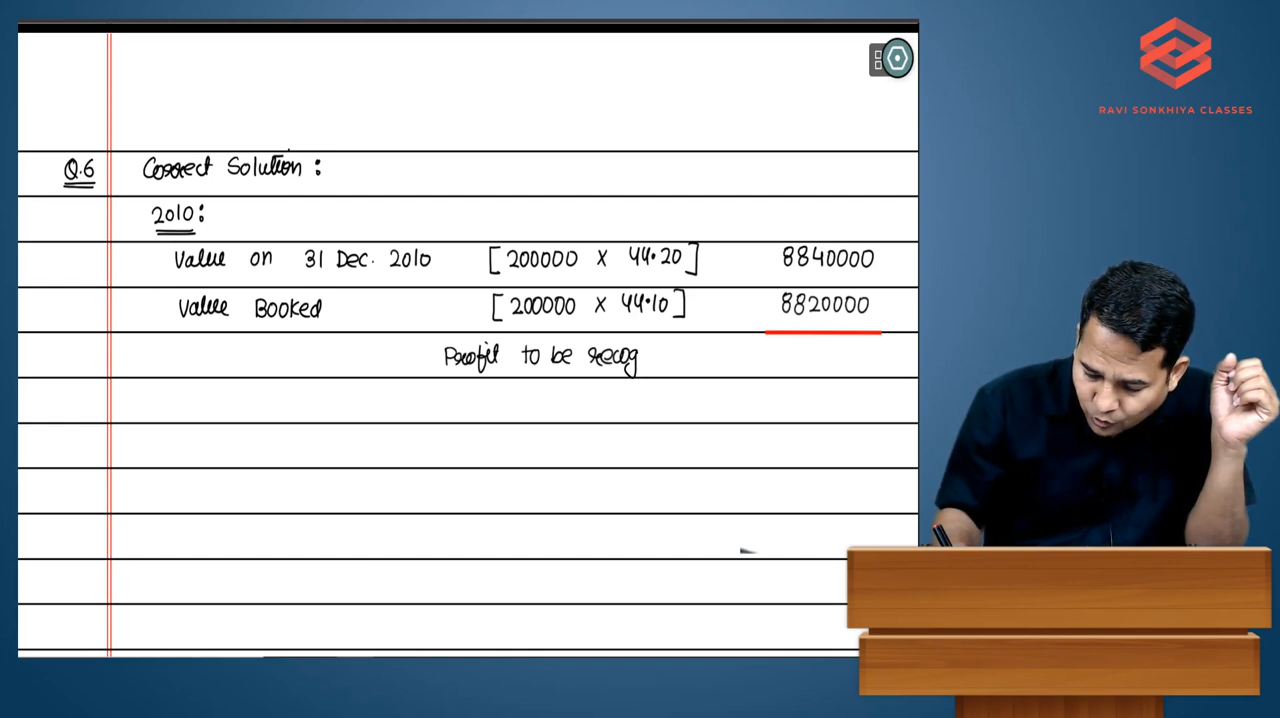 RAVI SONKHIYA CLASSES
Q.6 Correct Solution :
2010:
Value on 31 Dec. 2010 [200000 x 44.20] 8840000
Value Booked [200000 x 44.10] 8820000
Profit to be recog